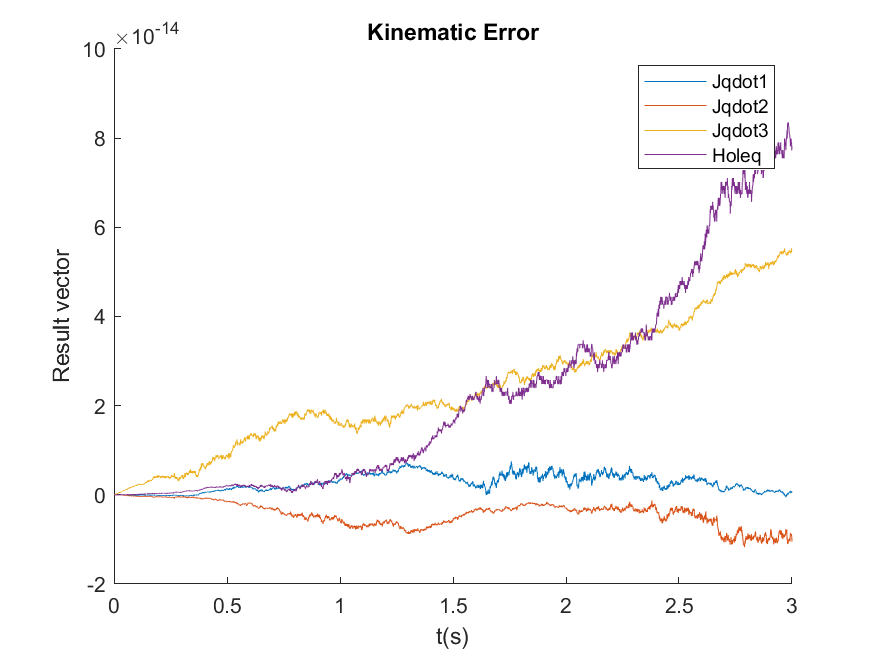 Kinematic Error
×10-14
10
8
6
4
2
0
-2
0 0.5 1 1.5 2 2.5 3
Result vector
t(s)
Jqdot1
Jqdot2
Jqdot3
Holeq